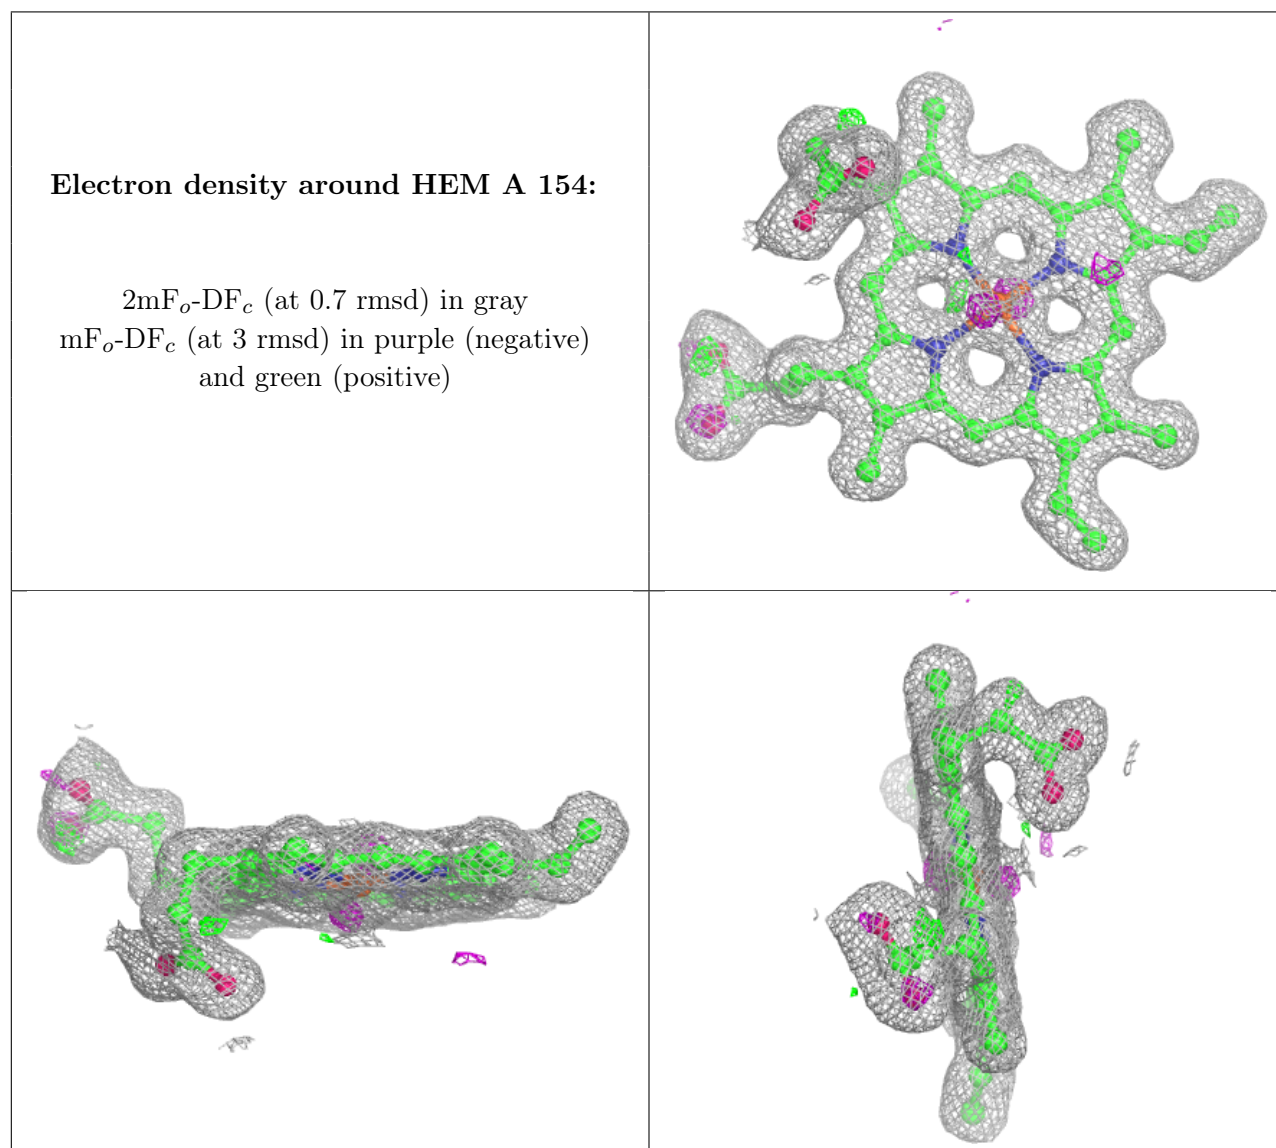 Electron density around HEM A 154:
2mFo-DFc (at 0.7 rmsd) in gray
mFo-DFc (at 3 rmsd) in purple (negative)
and green (positive)